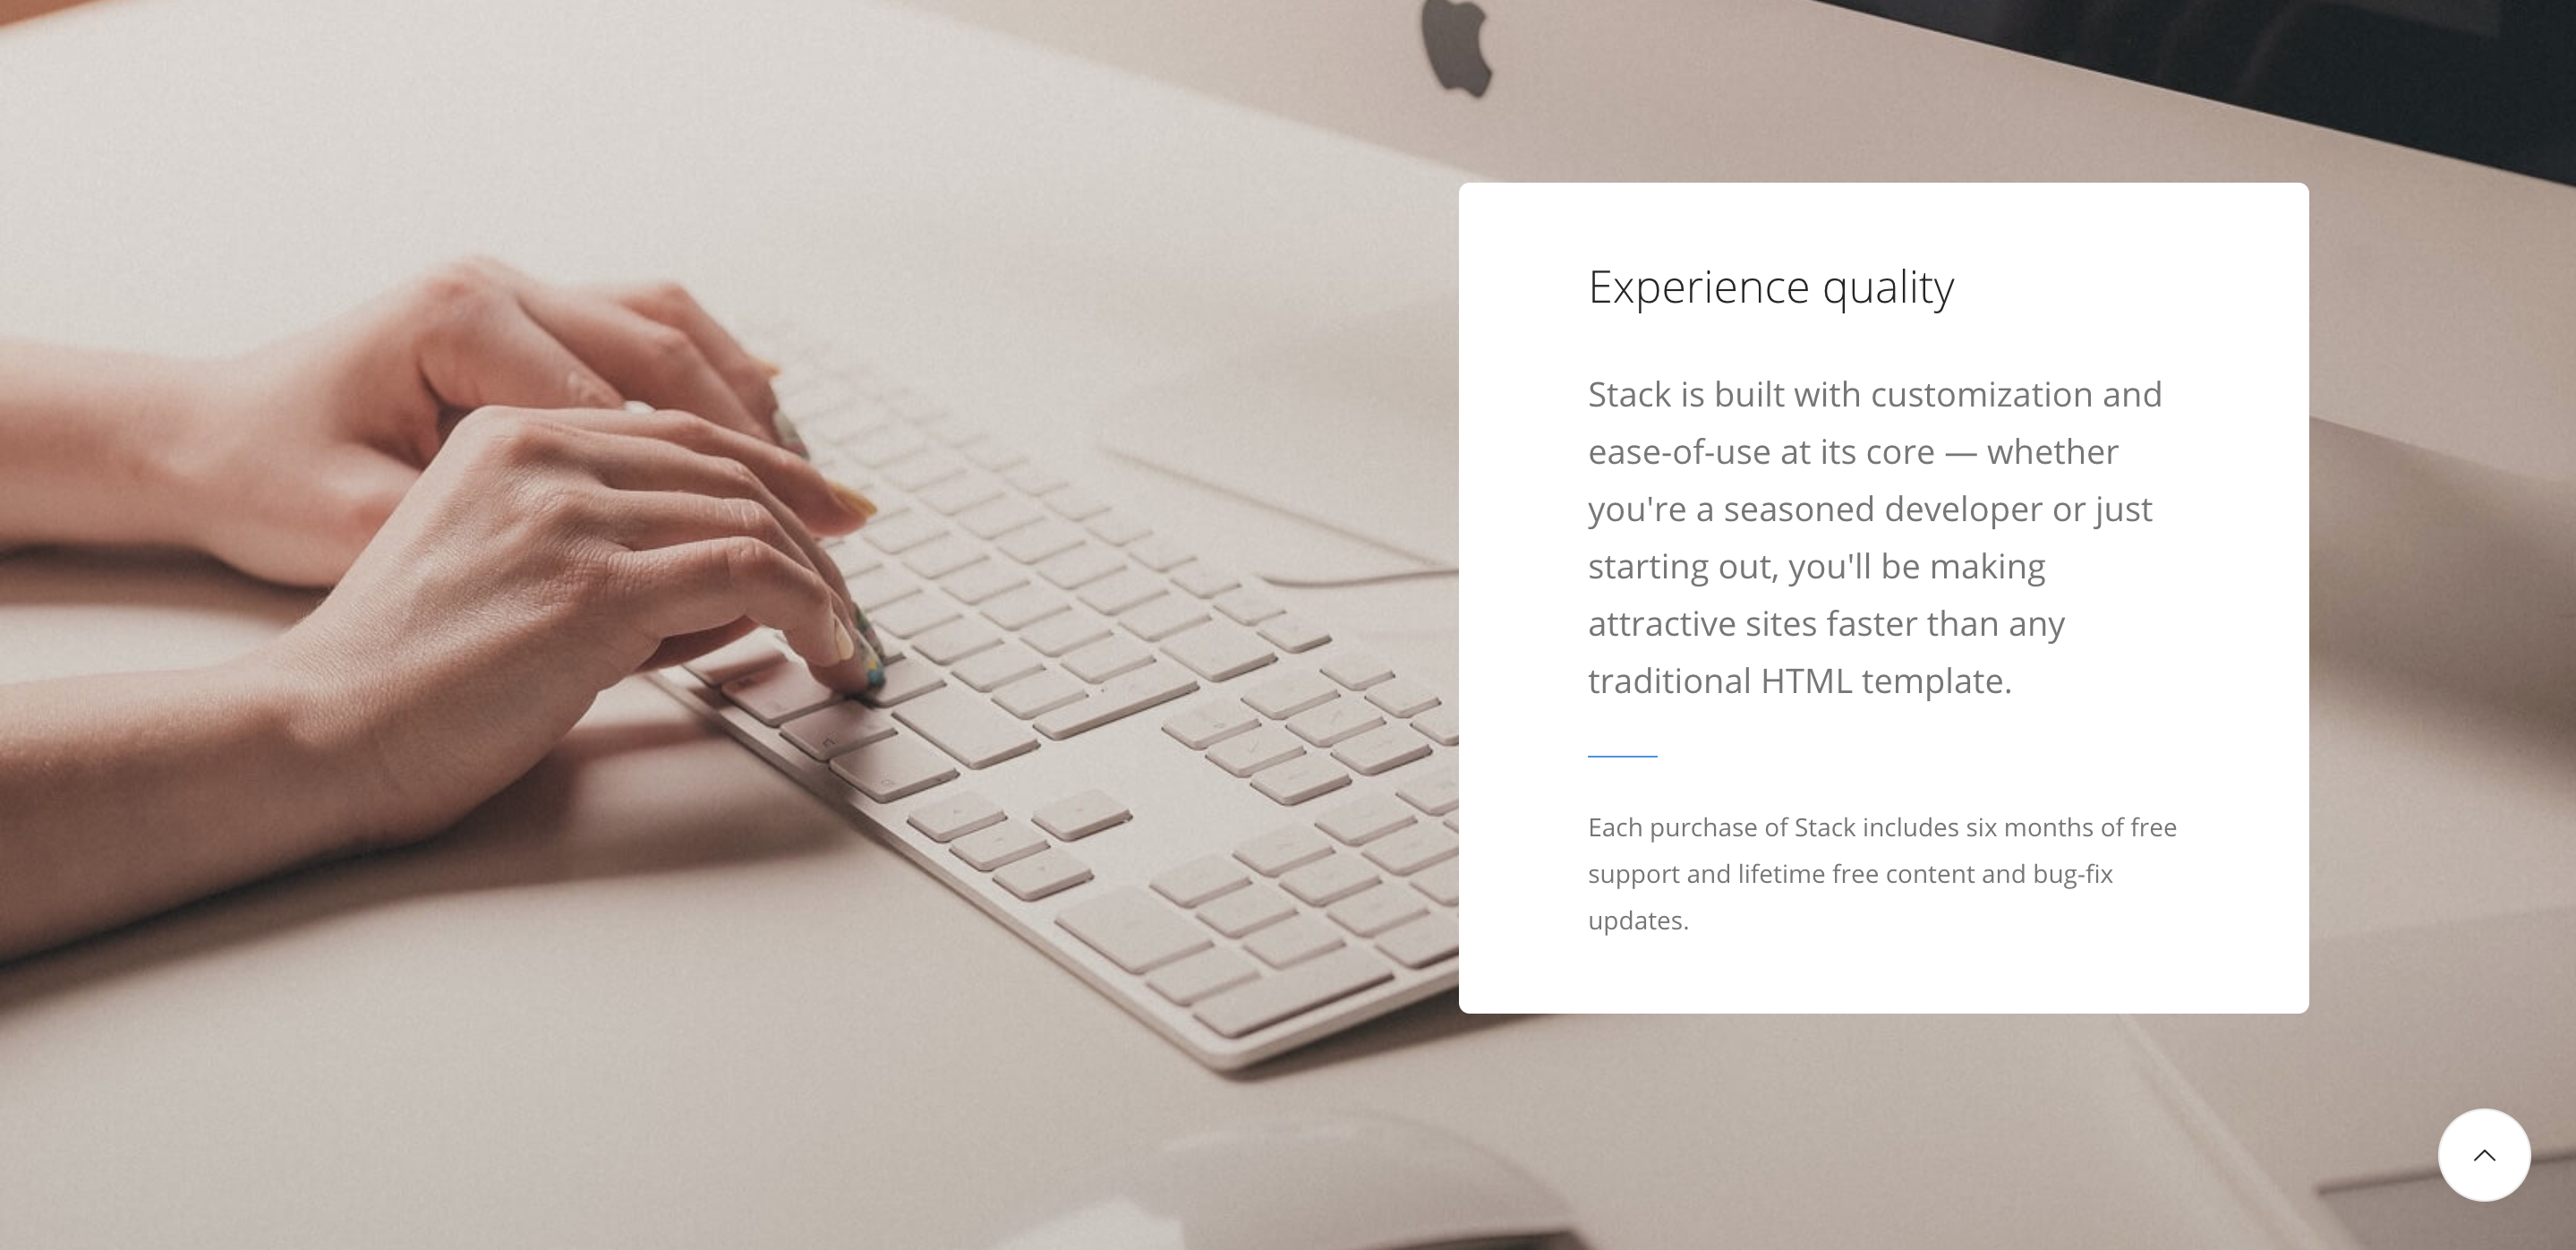 Experience quality
Stack is built with customization and
ease-of-use at its core — whether
you're a seasoned developer or just
starting out, you'll be making
attractive sites faster than any
traditional HTML template.
Each purchase of Stack includes six months of free
support and lifetime free content and bug-fix
updates.